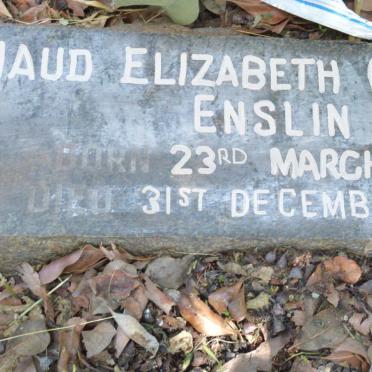 MAUD ELIZABETH
ENSLIN
BORN 23RD MARCH
DIED 31ST DECEMB